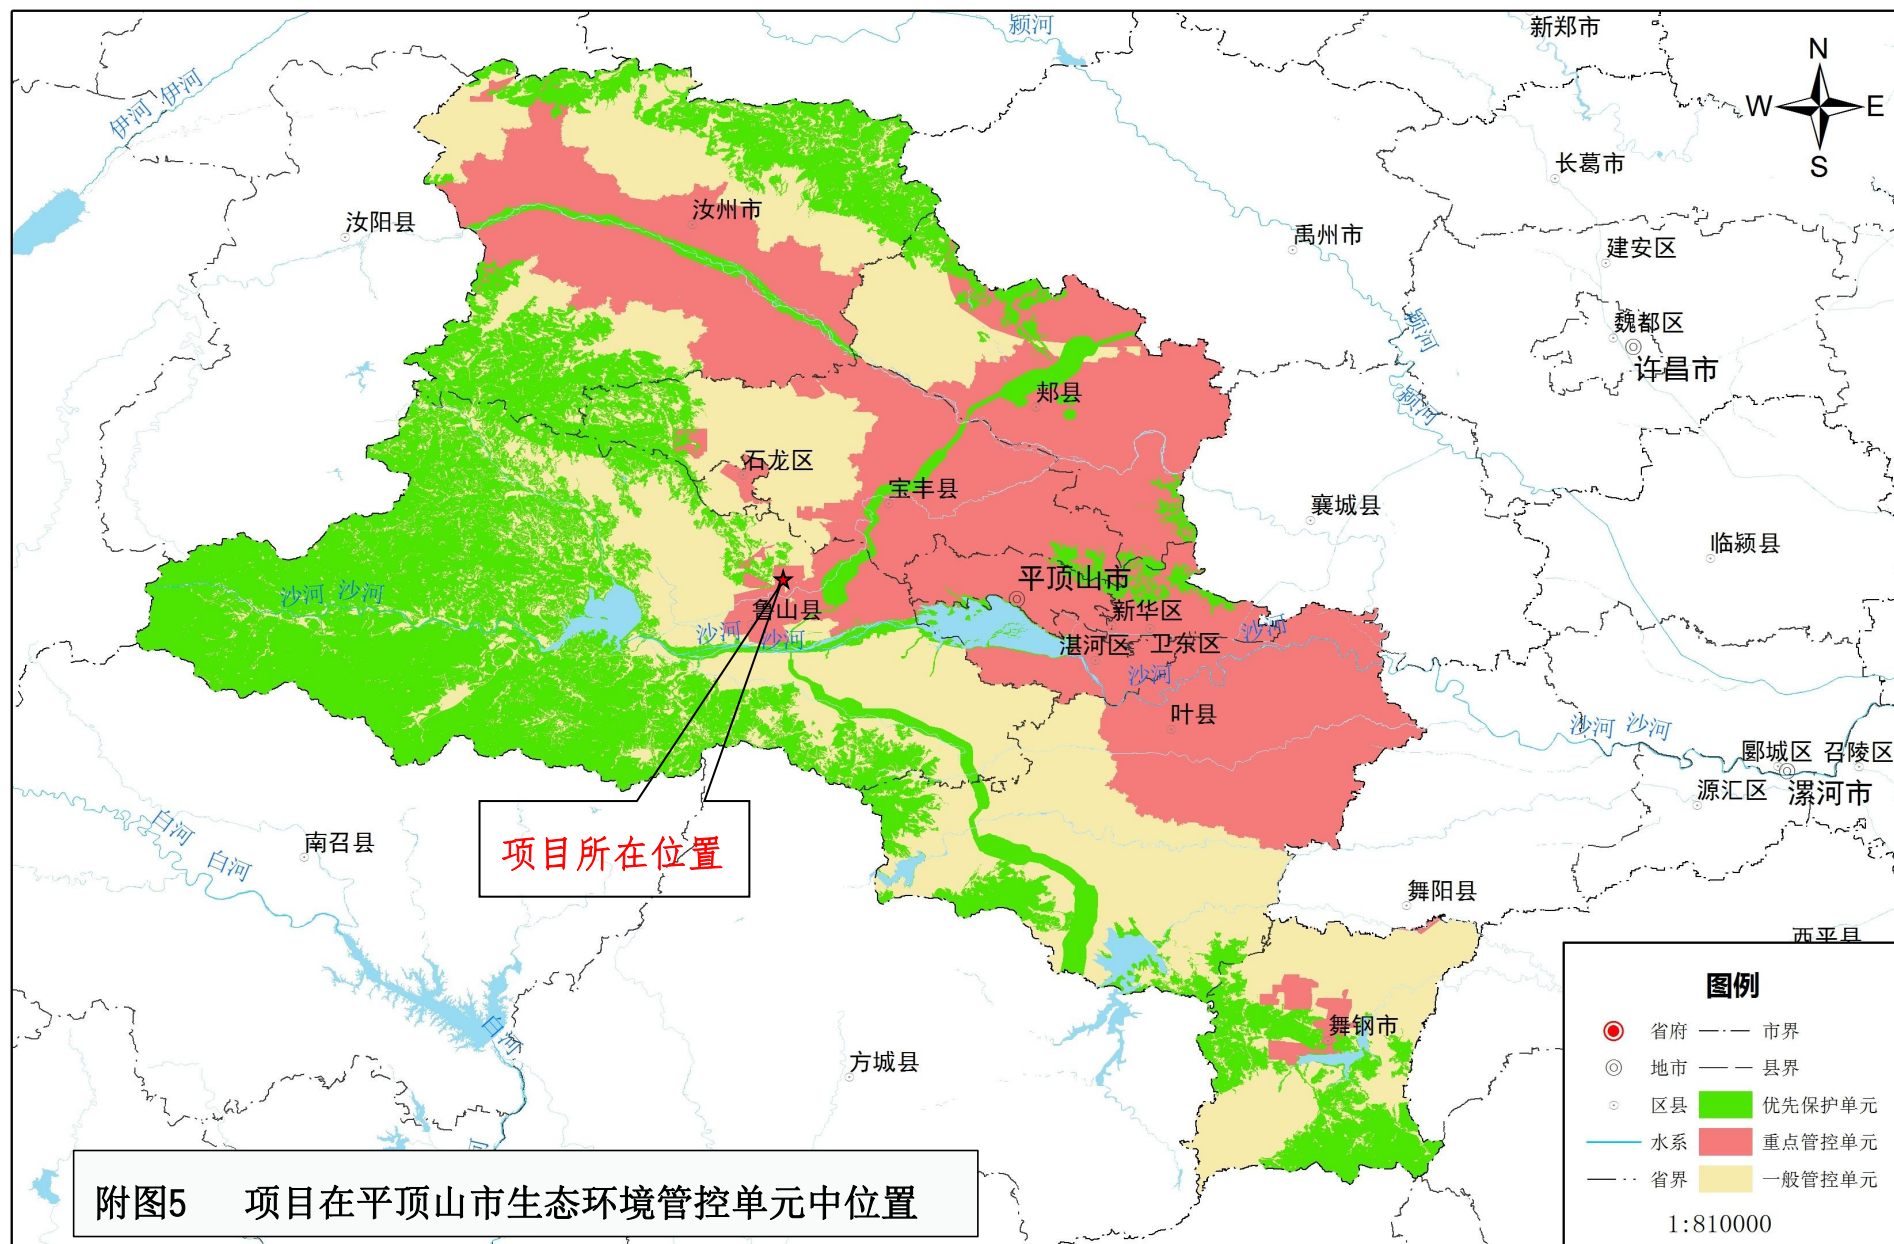 颍河
新郑市
N
W
E
S
伊河
伊河
长葛市
汝阳县
汝州市
禹州市
建安区
颍河
魏都区
许昌市
颍河
郏县
石龙区
宝丰县
襄城县
临颍县
平顶山市
沙河
沙河
鲁山县
新华区
沙河
沙河
沙河
湛河区
卫东区
沙河
叶县
沙河
沙河
郾城区
召陵区
源汇区
漯河市
白河
白河
南召县
项目所在位置
舞阳县
西平县
白河
方城县
舞钢市
河
图例
省府
市界
地市
县界
区县
优先保护单元
水系
重点管控单元
省界
一般管控单元
1:810000
附图5 项目在平顶山市生态环境管控单元中位置